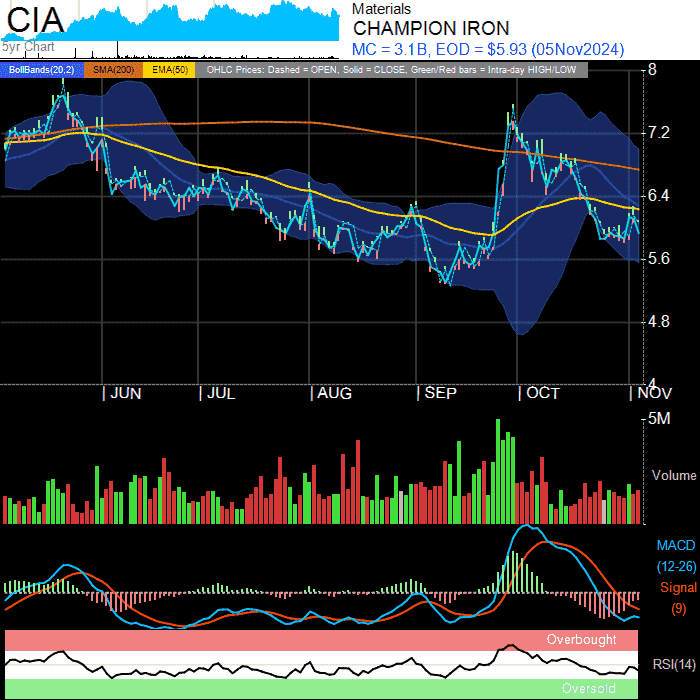 CIA
5yr Chart
Materials
CHAMPION IRON
MC = 3.1B, EOD = $5.93 (05Nov2024)
BollBands(20,2) SMA(200) EMA(50) OHLC Prices: Dashed = OPEN, Solid = CLOSE, Green/Red bars = Intra-day HIGH/LOW
8
7.2
6.4
5.6
4.8
4
| JUN | JUL | AUG | SEP | OCT | NOV
5M
Volume
MACD
(12-26)
Signal
(9)
Overbought
RSI(14)
Oversold